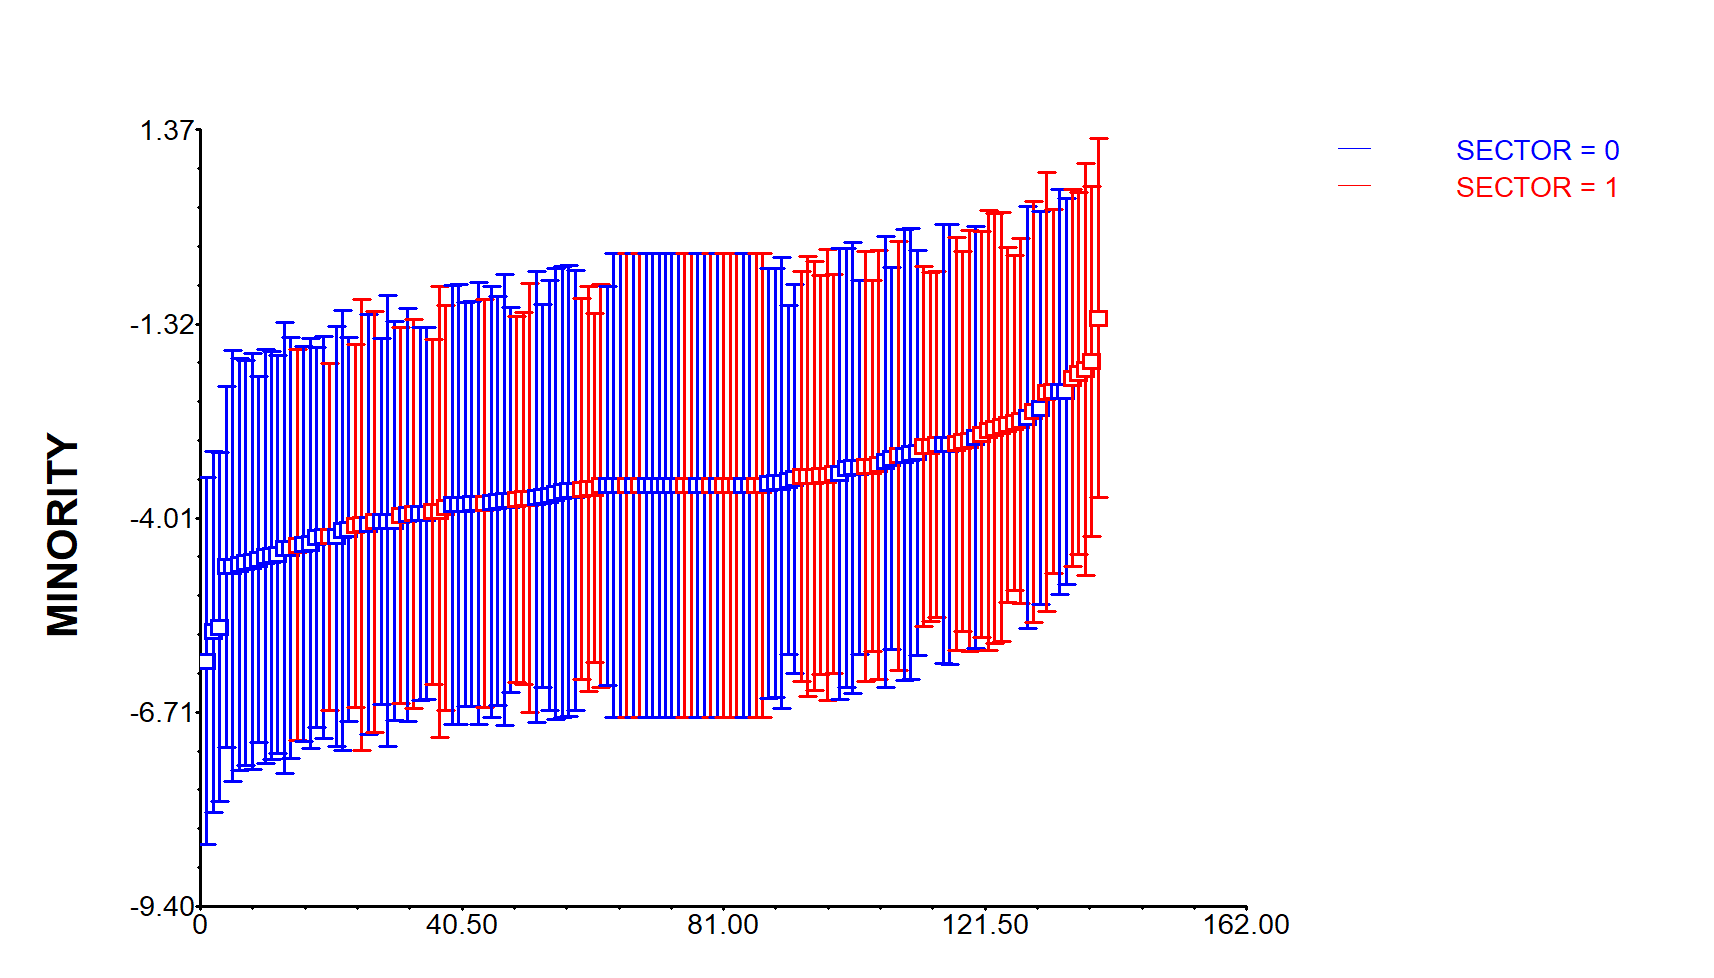 1.37
SECTOR = 0
SECTOR = 1
-1.32
-4.01
MINORITY
-6.71
-9.40
0 40.50 81.00 121.50 162.00